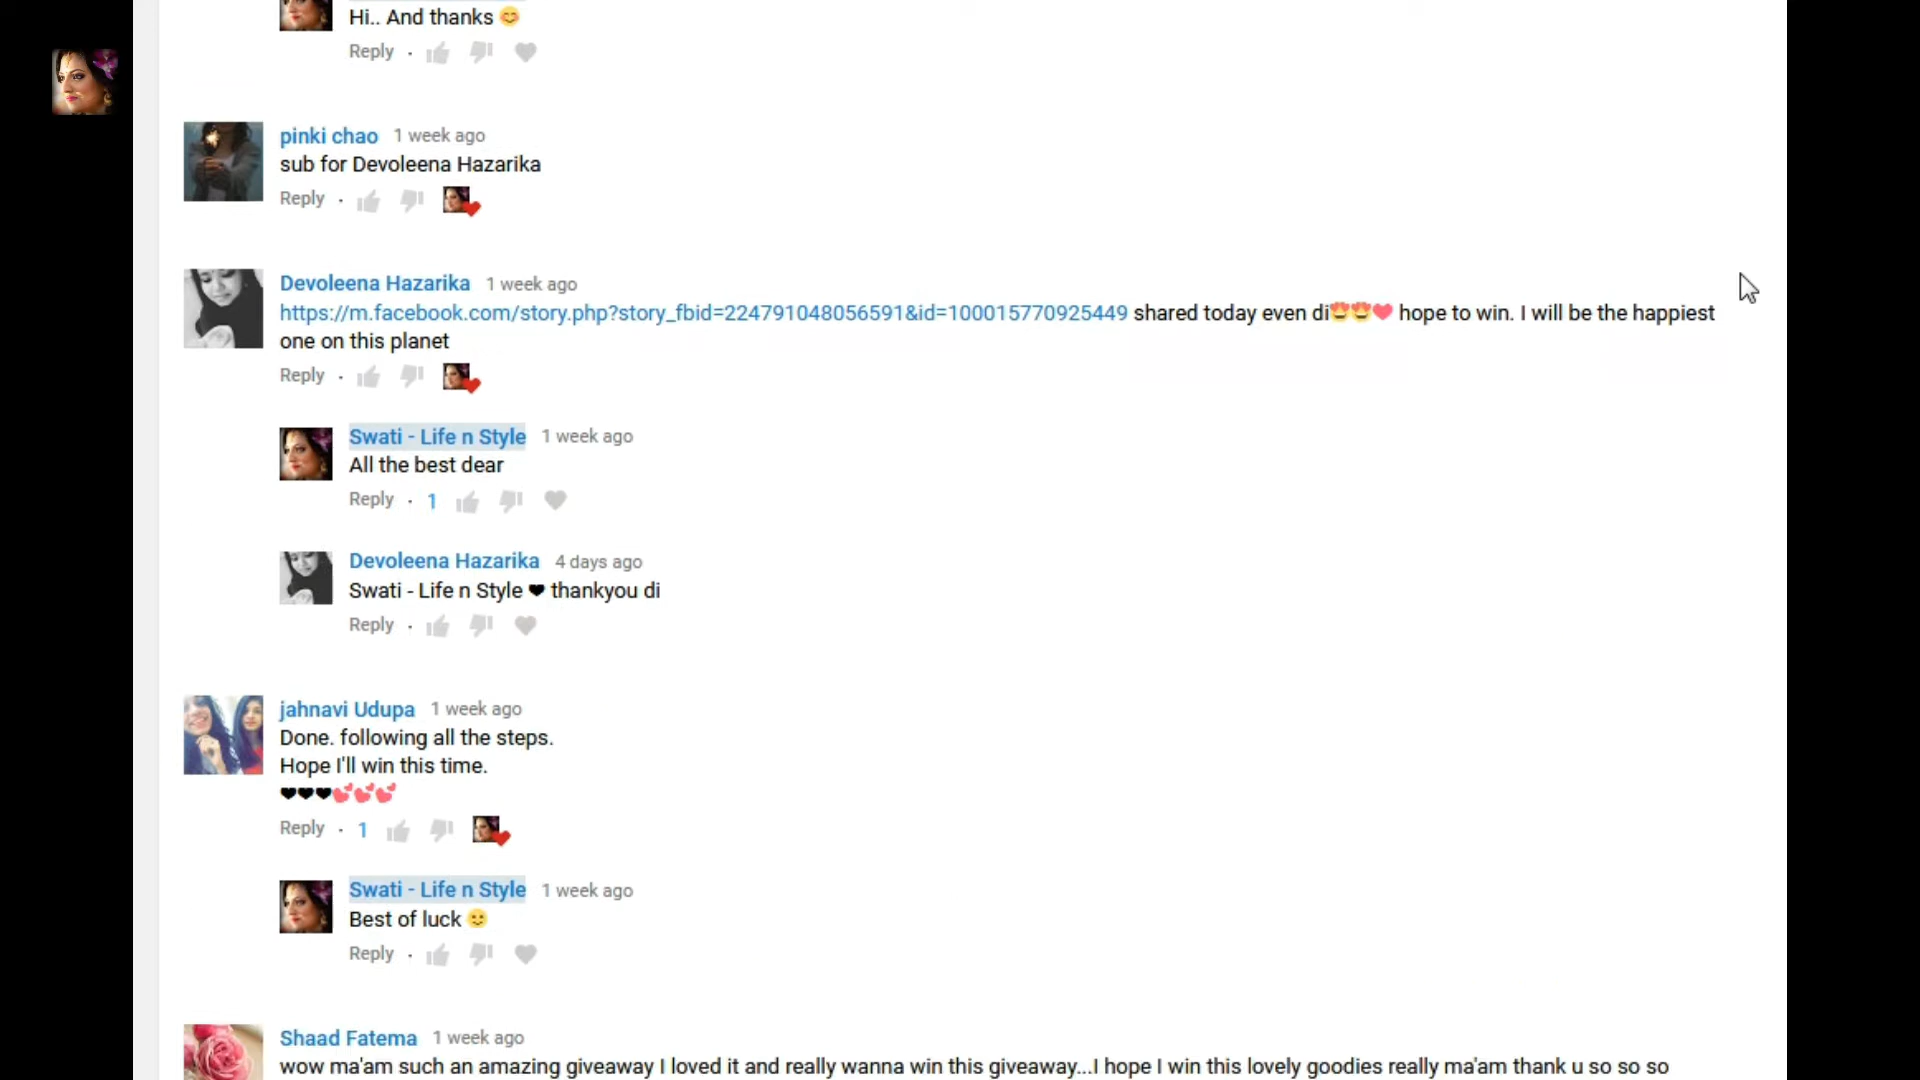 Hi.. And thanks 😊
Reply
pinki chao 1 week ago
sub for Devoleena Hazarika
Reply
Devoleena Hazarika 1 week ago
https://m.facebook.com/story.php?story_fbid=224791048056591&id=100015770925449 shared today even di😍😍❤ hope to win. I will be the happiest
one on this planet
Reply
Swati - Life n Style 1 week ago
All the best dear
Reply · 1
Devoleena Hazarika 4 days ago
Swati - Life n Style ❤ thankyou di
Reply
jahnavi Udupa 1 week ago
Done. following all the steps.
Hope I'll win this time.
❤❤❤💕💕💕
Reply · 1
Swati - Life n Style 1 week ago
Best of luck 🙂
Reply
Shaad Fatema 1 week ago
wow ma'am such an amazing giveaway I loved it and really wanna win this giveaway...I hope I win this lovely goodies really ma'am thank u so so so